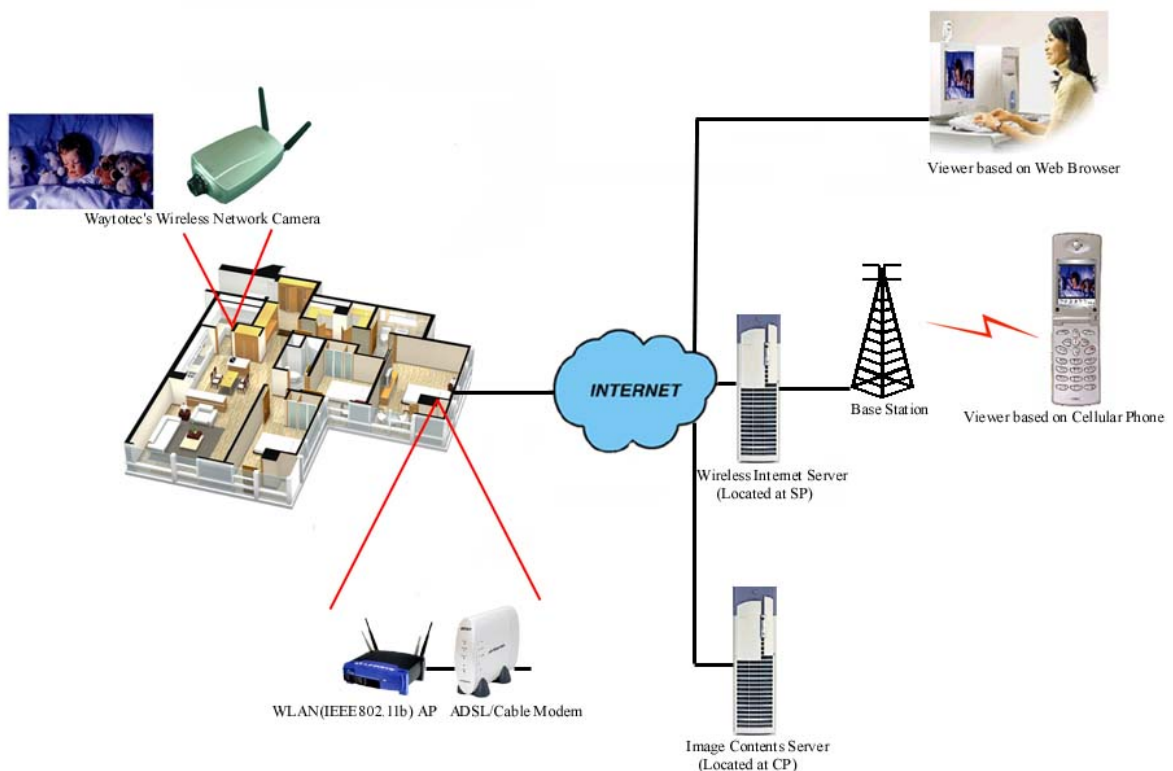 Viewer based on Web Browser
Waytotec's Wireless Network Camera
INTERNET
Base Station
Viewer based on Cellular Phone
Wireless Internet Server
(Located at SP)
WLAN(IEEE802.11b) AP
ADSL/Cable Modem
Image Contents Server
(Located at CP)